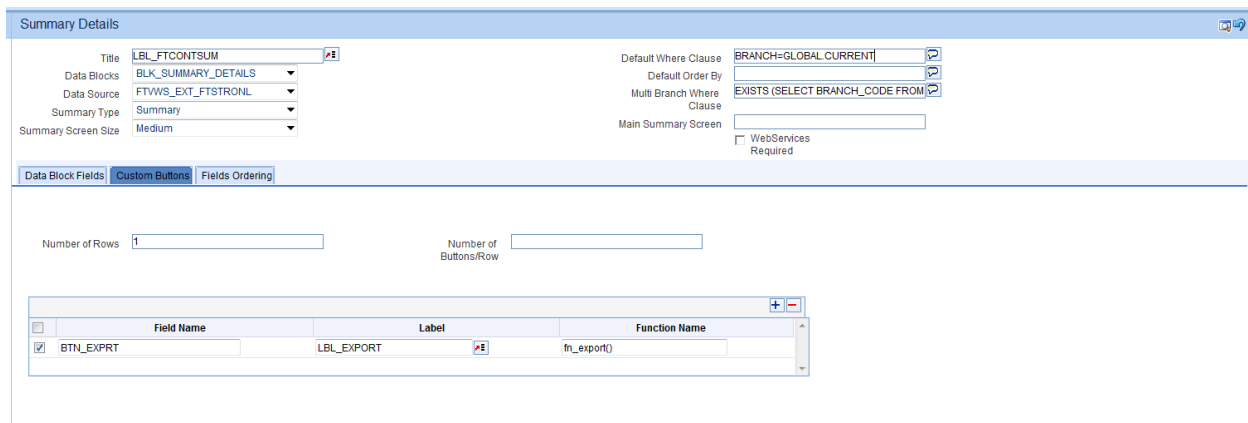 Summary Details
Title LBL_FTCONTSUM
Data Blocks BLK_SUMMARY_DETAILS
Data Source FTVWS_EXT_FTSTRONL
Summary Type Summary
Summary Screen Size Medium
Default Where Clause BRANCH=GLOBAL.CURRENT
Default Order By
Multi Branch Where EXISTS (SELECT BRANCH_CODE FROM
Clause
Main Summary Screen
WebServices
Required
Data Block Fields Custom Buttons Fields Ordering
Number of Rows 1
Number of
Buttons/Row
Field Name Label Function Name
BTN_EXPRT LBL_EXPORT fn_export()